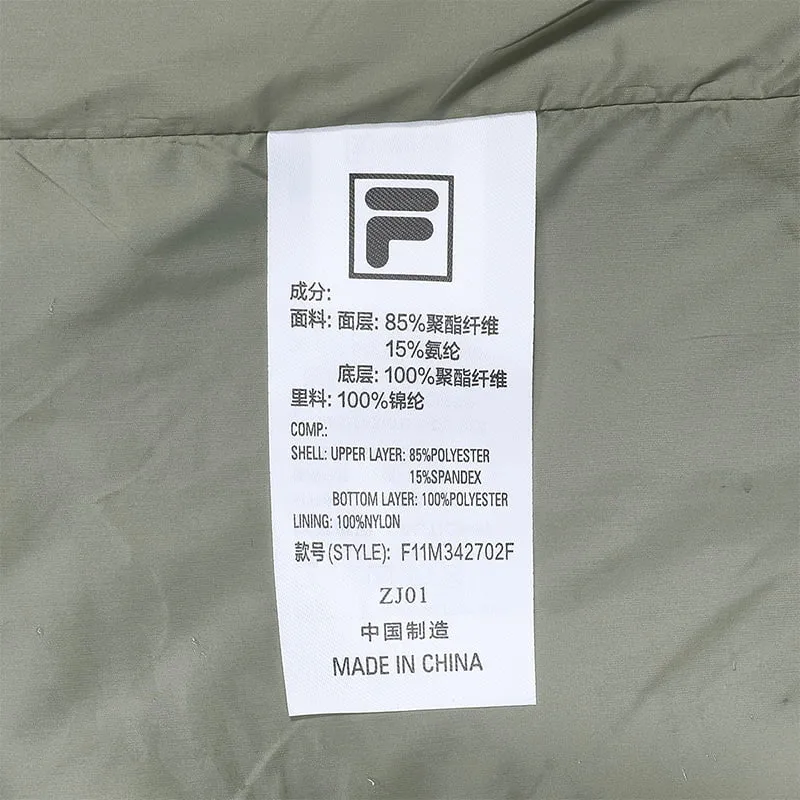 F
成分:
面料: 面层: 85%聚酯纤维
15%氨纶
底层: 100%聚酯纤维
里料: 100%锦纶
COMP.:
SHELL: UPPER LAYER: 85%POLYESTER
15%SPANDEX
BOTTOM LAYER: 100%POLYESTER
LINING: 100%NYLON
款号(STYLE): F11M342702F
ZJ01
中国制造
MADE IN CHINA